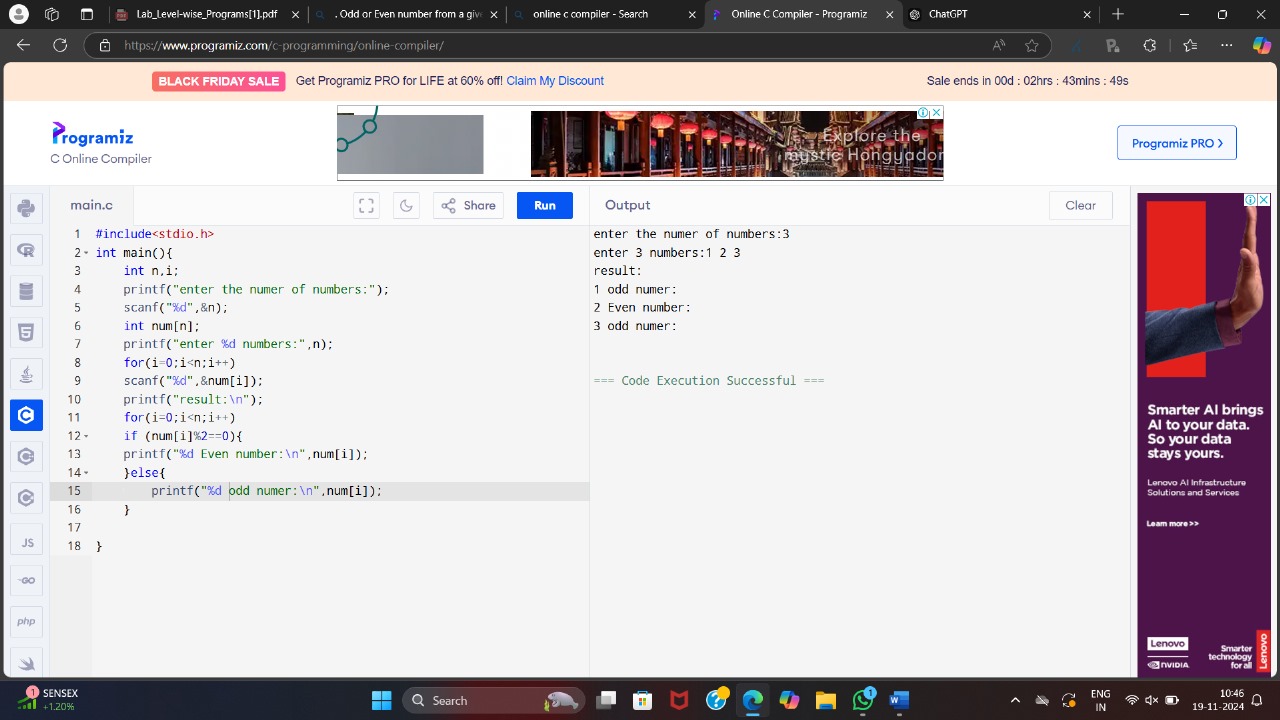 Lab_Level-wise_Programs[1].pdf
. Odd or Even number from a give
online c compiler - Search
Online C Compiler - Programiz
ChatGPT
https://www.programiz.com/c-programming/online-compiler/
BLACK FRIDAY SALE Get Programiz PRO for LIFE at 60% off! Claim My Discount
Sale ends in 00d : 02hrs : 43mins : 49s
Programiz
C Online Compiler
Explore the
mystic Hongyadon
Programiz PRO >
main.c
Share
Run
Output
Clear
1 #include<stdio.h>
2 int main(){
3 int n,i;
4 printf("enter the numer of numbers:");
5 scanf("%d",&n);
6 int num[n];
7 printf("enter %d numbers:",n);
8 for(i=0;i<n;i++)
9 scanf("%d",&num[i]);
10 printf("result:\n");
11 for(i=0;i<n;i++)
12 if (num[i]%2==0){
13 printf("%d Even number:\n",num[i]);
14 }else{
15 printf("%d odd numer:\n",num[i]);
16 }
17
18 }
enter the numer of numbers:3
enter 3 numbers:1 2 3
result:
1 odd numer:
2 Even number:
3 odd numer:
=== Code Execution Successful ===
JS
GO
php
Smarter AI brings
AI to your data.
So your data
stays yours.
Lenovo AI Infrastructure
Solutions and Services
Learn more >>
Lenovo
NVIDIA
Smarter
technology
for all
Lenovo
1
SENSEX
+1.20%
Search
1
ENG
IN
10:46
19-11-2024